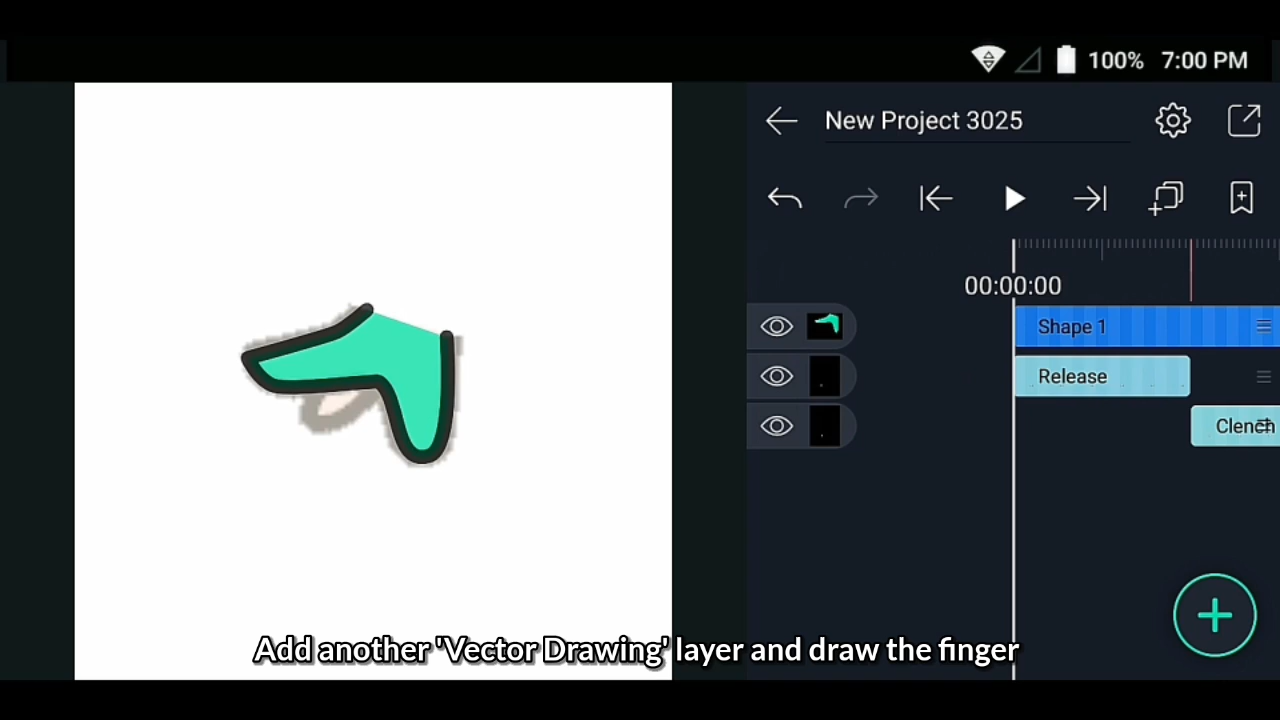 100% 7:00 PM
New Project 3025
00:00:00
Shape 1
Release
Clench
Add another 'Vector Drawing' layer and draw the finger